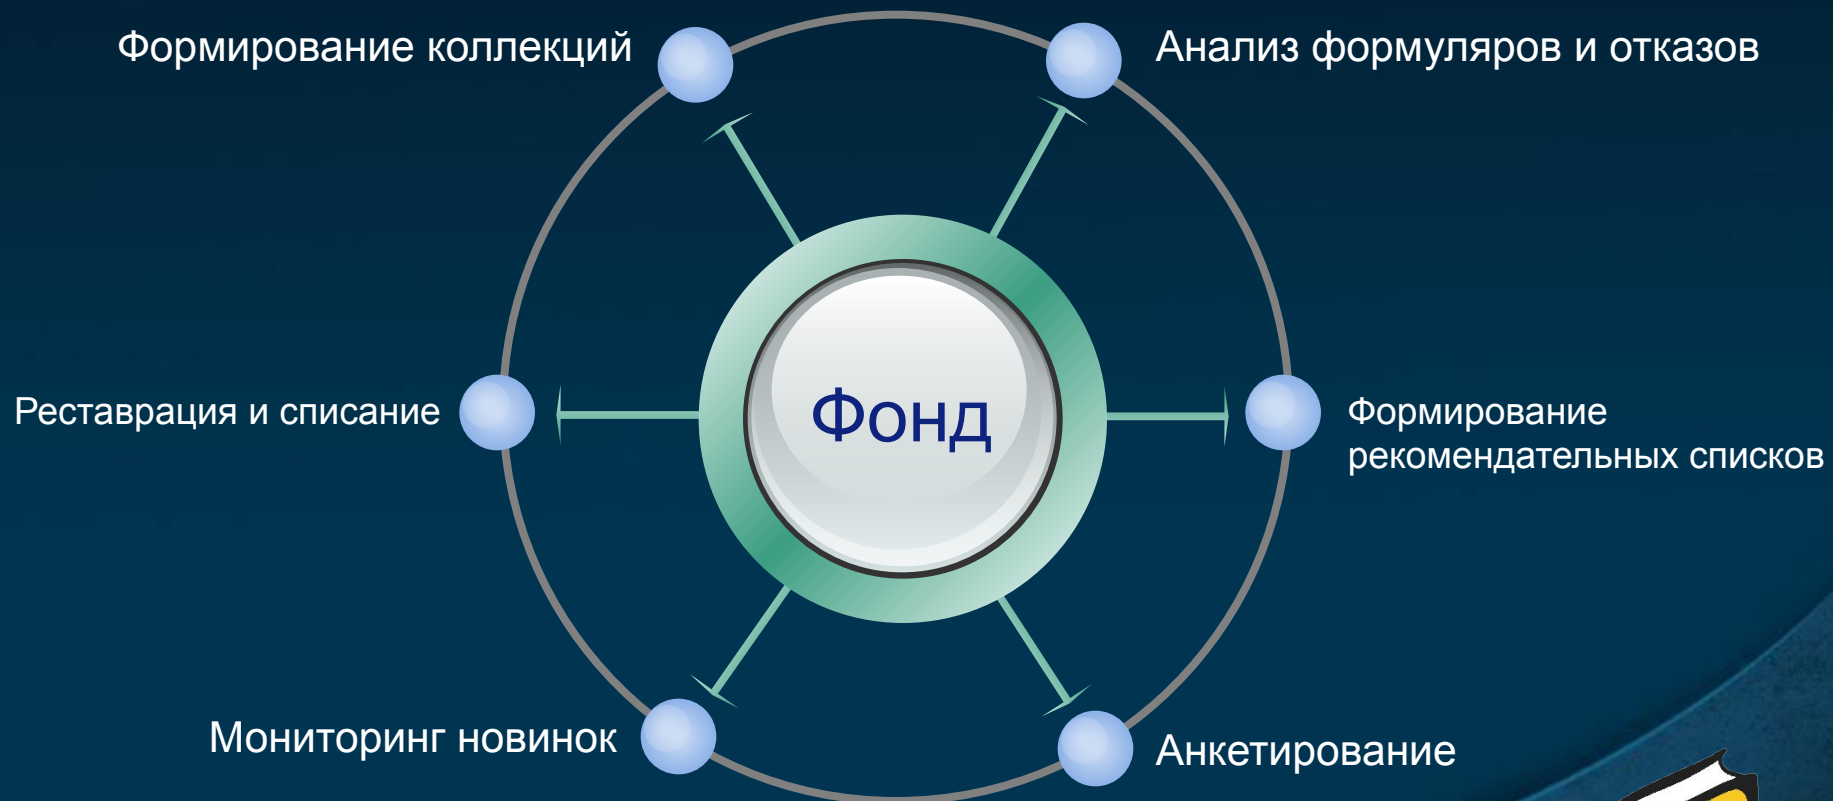 Формирование коллекций
Анализ формуляров и отказов
Реставрация и списание
Фонд
Формирование
рекомендательных списков
Мониторинг новинок
Анкетирование